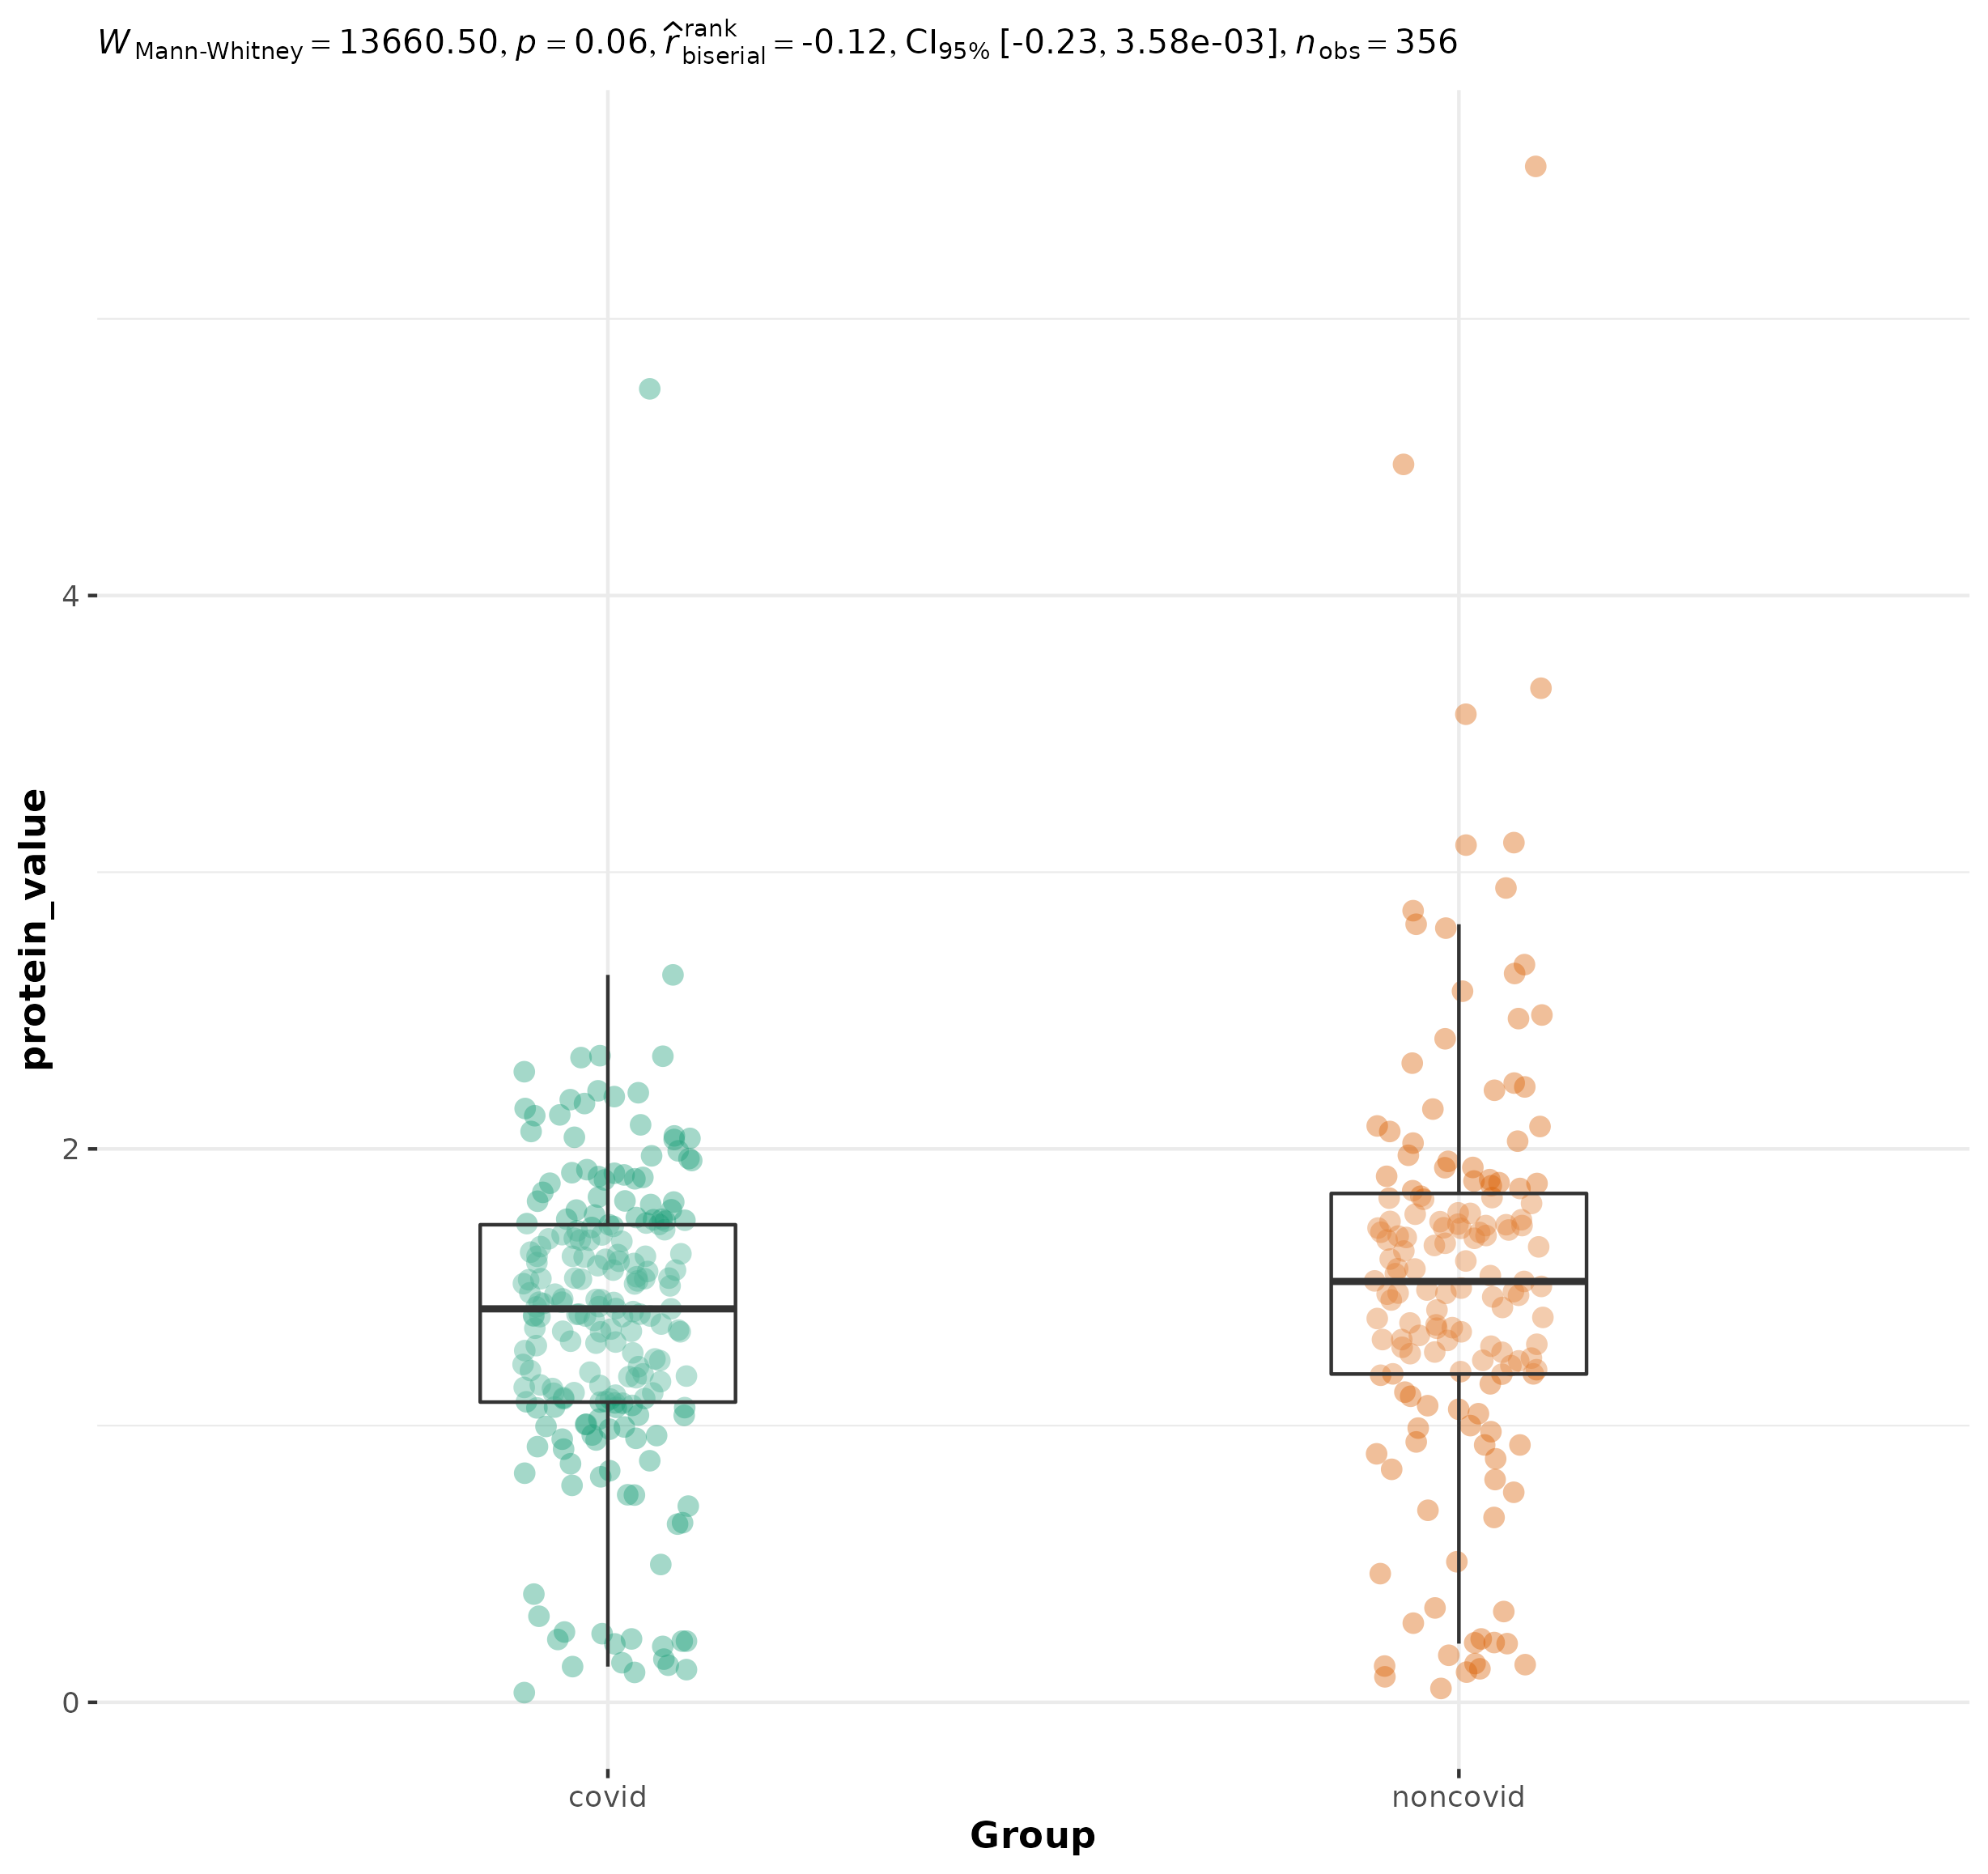 W Mann-Whitney = 13660.50, p = 0.06, r̂ rank biserial = -0.12, CI95% [-0.23, 3.58e-03], n obs = 356
protein_value
4
2
0
covid noncovid
Group